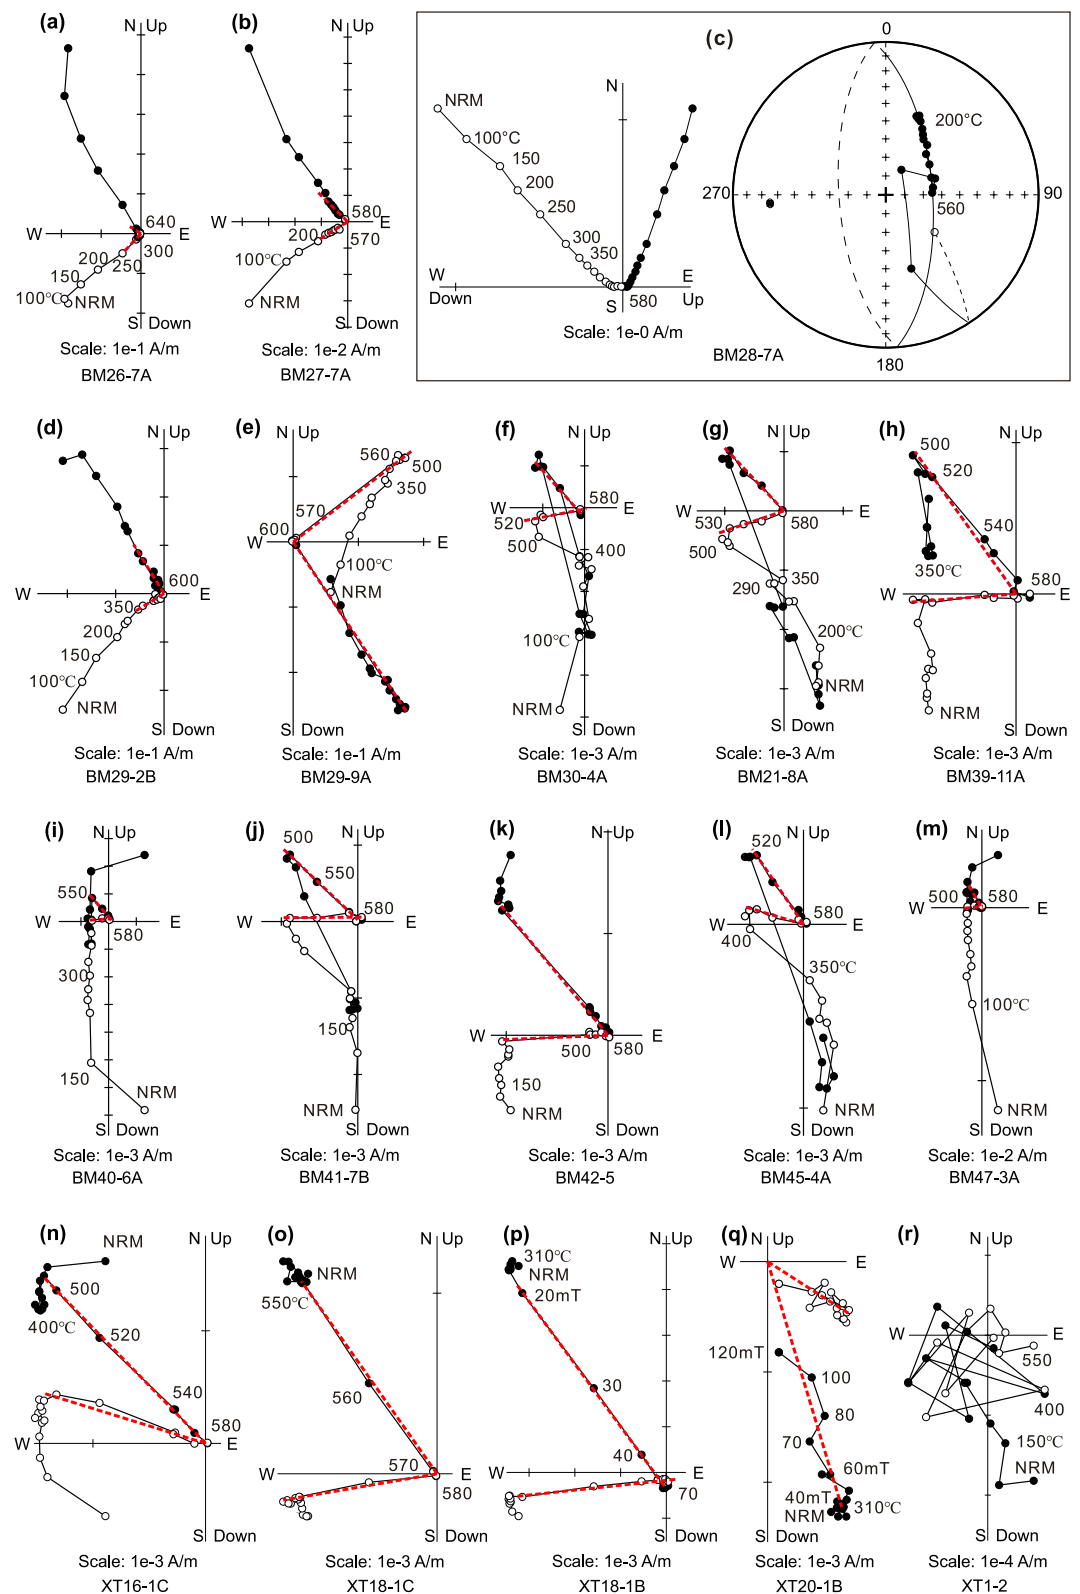 (a)
N Up
640
W E
200 300
250
150
100℃
NRM
S Down
Scale: 1e-1 A/m
BM26-7A
(b)
N Up
580
W E
200
570
100℃
NRM
S Down
Scale: 1e-2 A/m
BM27-7A
(c)
N
NRM
100°C
150
200
250
300
350
W E
Down Up
S 580
Scale: 1e-0 A/m
0
200°C
270 90
560
180
BM28-7A
(d)
N Up
600
W E
350
200
150
100℃
NRM
S Down
Scale: 1e-1 A/m
BM29-2B
(e)
N Up
560
500
350
570
600
W E
100℃
NRM
S Down
Scale: 1e-1 A/m
BM29-9A
(f)
N Up
580
W E
520
500
400
100℃
NRM
S Down
Scale: 1e-3 A/m
BM30-4A
(g)
N Up
W E
530 580
500
350
290
200℃
NRM
S Down
Scale: 1e-3 A/m
BM21-8A
(h)
N Up
500
520
540
350℃
580
W E
NRM
S Down
Scale: 1e-3 A/m
BM39-11A
(i)
N Up
550
W E
580
300
150
NRM
S Down
Scale: 1e-3 A/m
BM40-6A
(j)
N Up
500
550
580
W E
150
NRM
S Down
Scale: 1e-3 A/m
BM41-7B
(k)
N Up
W E
500 580
150
NRM
S Down
Scale: 1e-3 A/m
BM42-5
(l)
N Up
520
580
W E
400
350℃
NRM
S Down
Scale: 1e-3 A/m
BM45-4A
(m)
N Up
500 580
W E
100℃
NRM
S Down
Scale: 1e-2 A/m
BM47-3A
(n)
N Up
NRM
500
400℃
520
540
580
W E
S Down
Scale: 1e-3 A/m
XT16-1C
(o)
N Up
NRM
550℃
560
570
W E
580
S Down
Scale: 1e-3 A/m
XT18-1C
(p)
N Up
310℃
NRM
20mT
30
40
W E
70
S Down
Scale: 1e-3 A/m
XT18-1B
(q)
N Up
W E
120mT
100
80
70
60mT
40mT
310℃
NRM
S Down
Scale: 1e-3 A/m
XT20-1B
(r)
N Up
W E
550
400
150℃
NRM
S Down
Scale: 1e-4 A/m
XT1-2